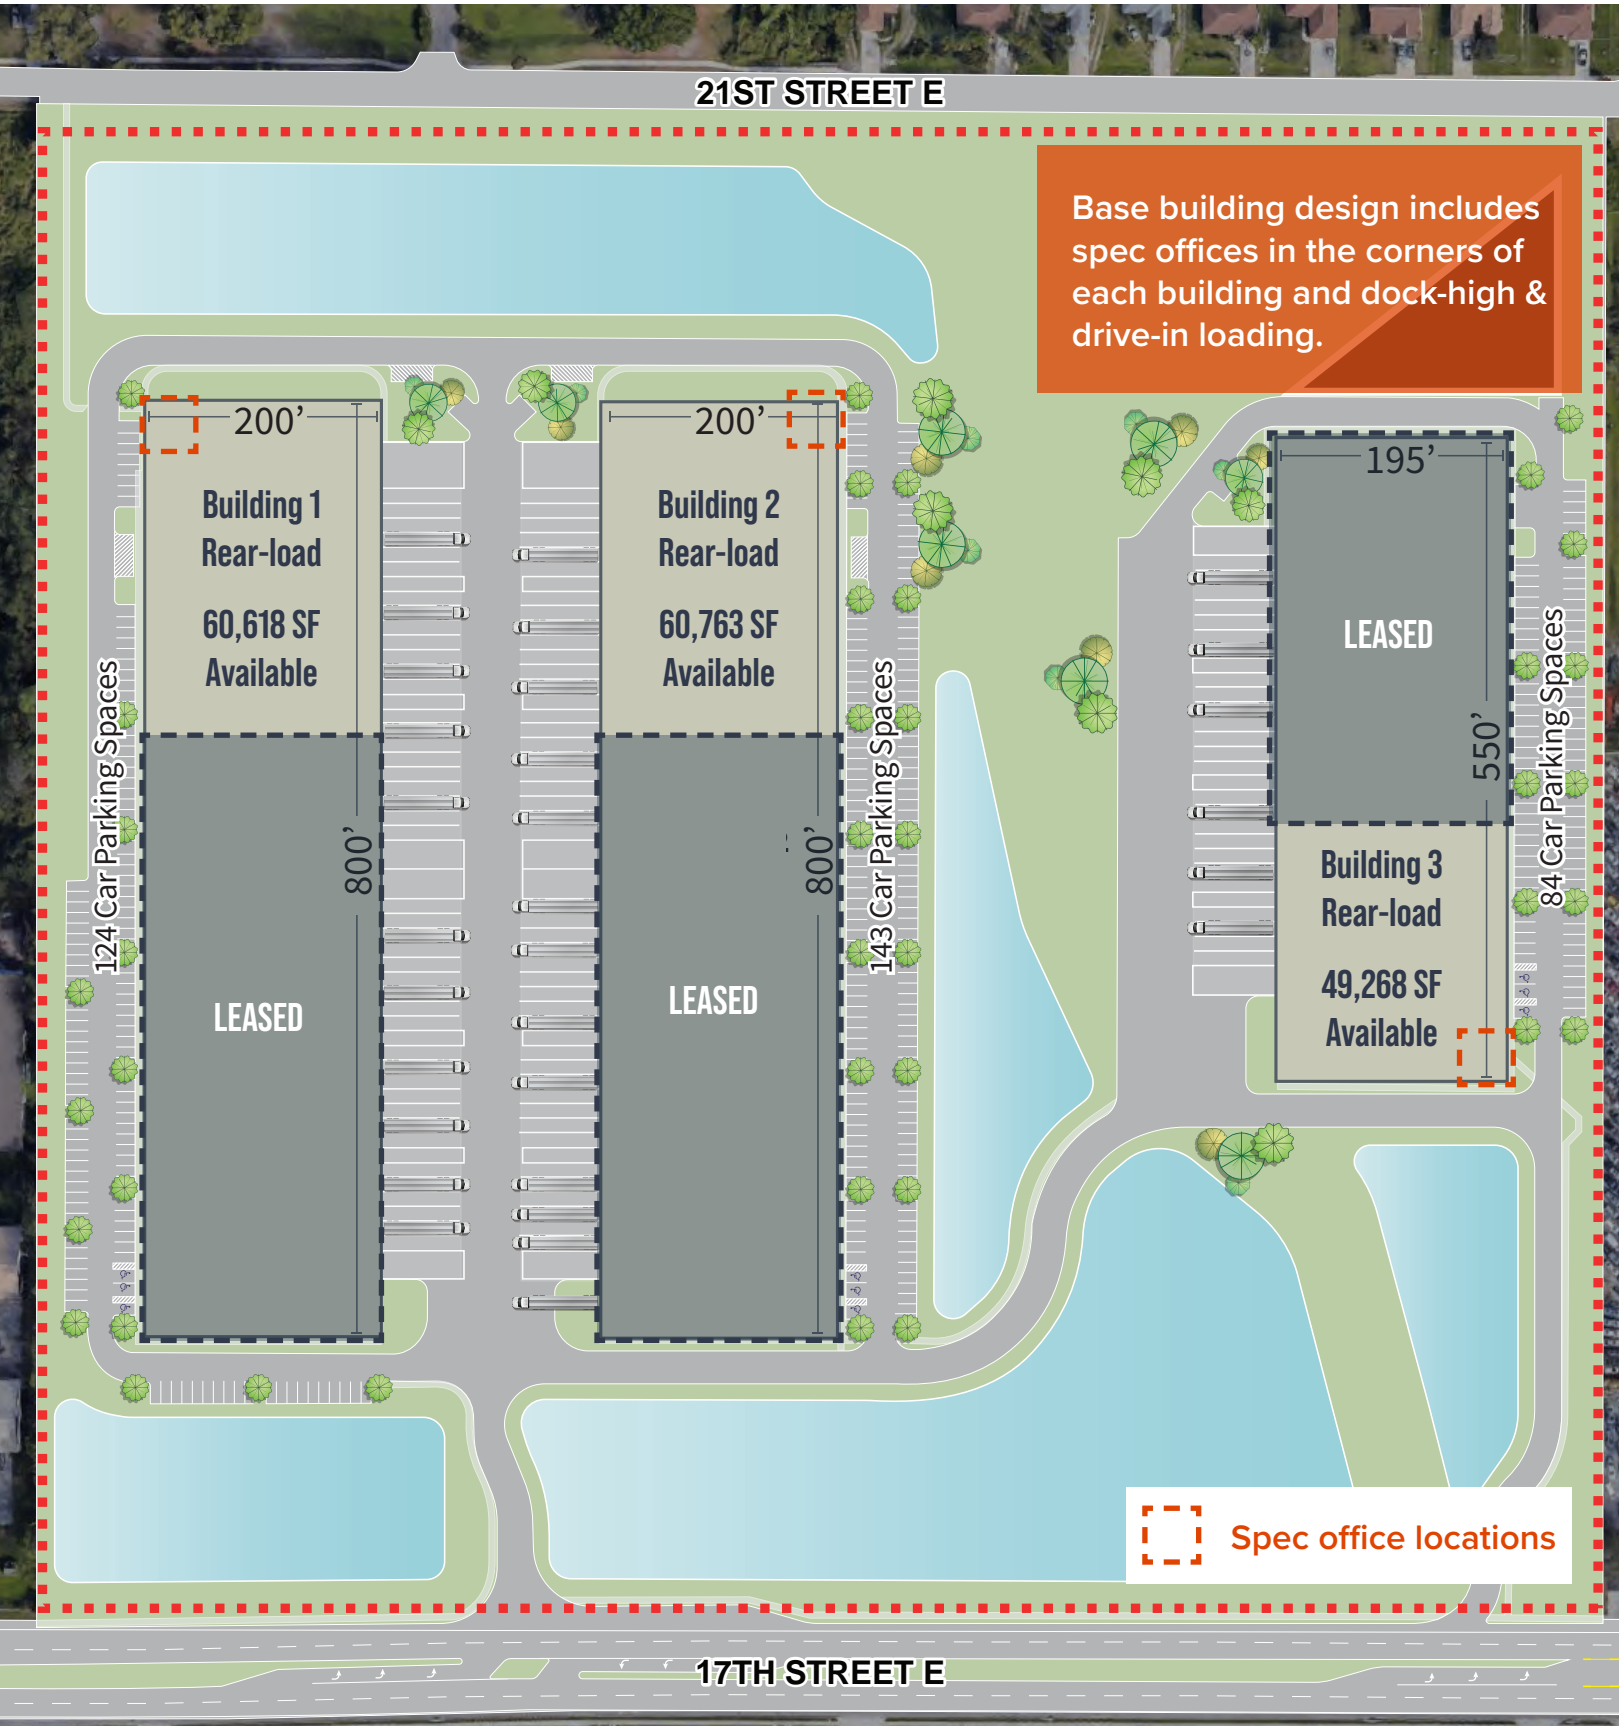 21ST STREET E
Base building design includes
spec offices in the corners of
each building and dock-high &
drive-in loading.
200’
Building 1
Rear-load
60,618 SF
Available
800’
LEASED
124 Car Parking Spaces
200’
Building 2
Rear-load
60,763 SF
Available
800’
LEASED
143 Car Parking Spaces
195’
LEASED
550’
Building 3
Rear-load
49,268 SF
Available
84 Car Parking Spaces
Spec office locations
17TH STREET E